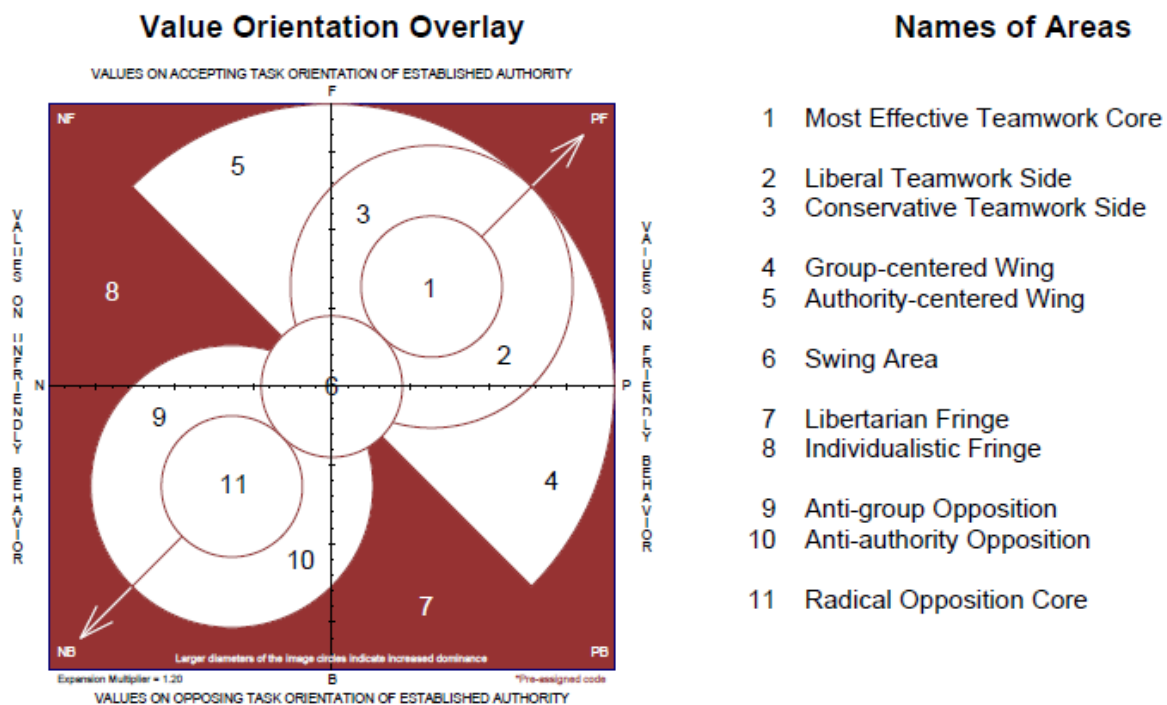 Value Orientation Overlay
VALUES ON ACCEPTING TASK ORIENTATION OF ESTABLISHED AUTHORITY
F
NF
PF
5
3
8
1
2
N
6
P
9
11
4
10
7
NB
PB
Larger diameters of the image circles indicate increased dominance
Expansion Multiplier = 1.20
B
*Pre-assigned code
VALUES ON OPPOSING TASK ORIENTATION OF ESTABLISHED AUTHORITY
VALUES ON UNFRIENDLY BEHAVIOR
VALUES ON FRIENDLY BEHAVIOR
Names of Areas
1 Most Effective Teamwork Core
2 Liberal Teamwork Side
3 Conservative Teamwork Side
4 Group-centered Wing
5 Authority-centered Wing
6 Swing Area
7 Libertarian Fringe
8 Individualistic Fringe
9 Anti-group Opposition
10 Anti-authority Opposition
11 Radical Opposition Core